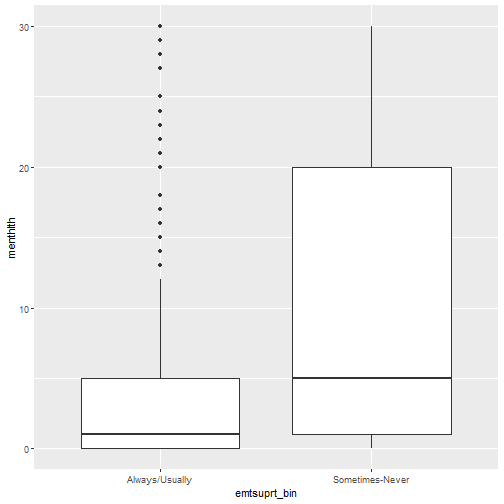 30
20
10
0
menthlth
Always/Usually
Sometimes-Never
emtsuprt_bin